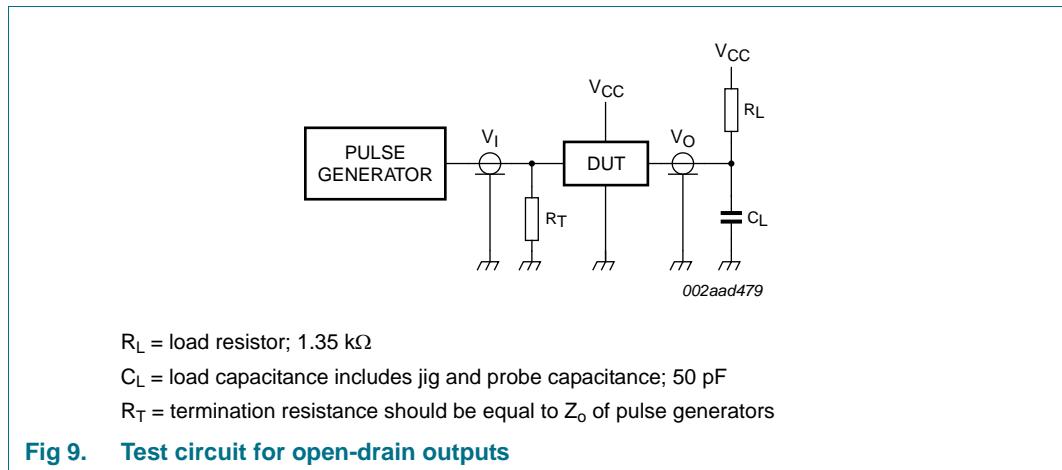 VCC
VCC
RL
VI
VO
PULSE
GENERATOR
DUT
RT
CL
002aad479
RL = load resistor; 1.35 kΩ
CL = load capacitance includes jig and probe capacitance; 50 pF
RT = termination resistance should be equal to Zo of pulse generators
Fig 9. Test circuit for open-drain outputs